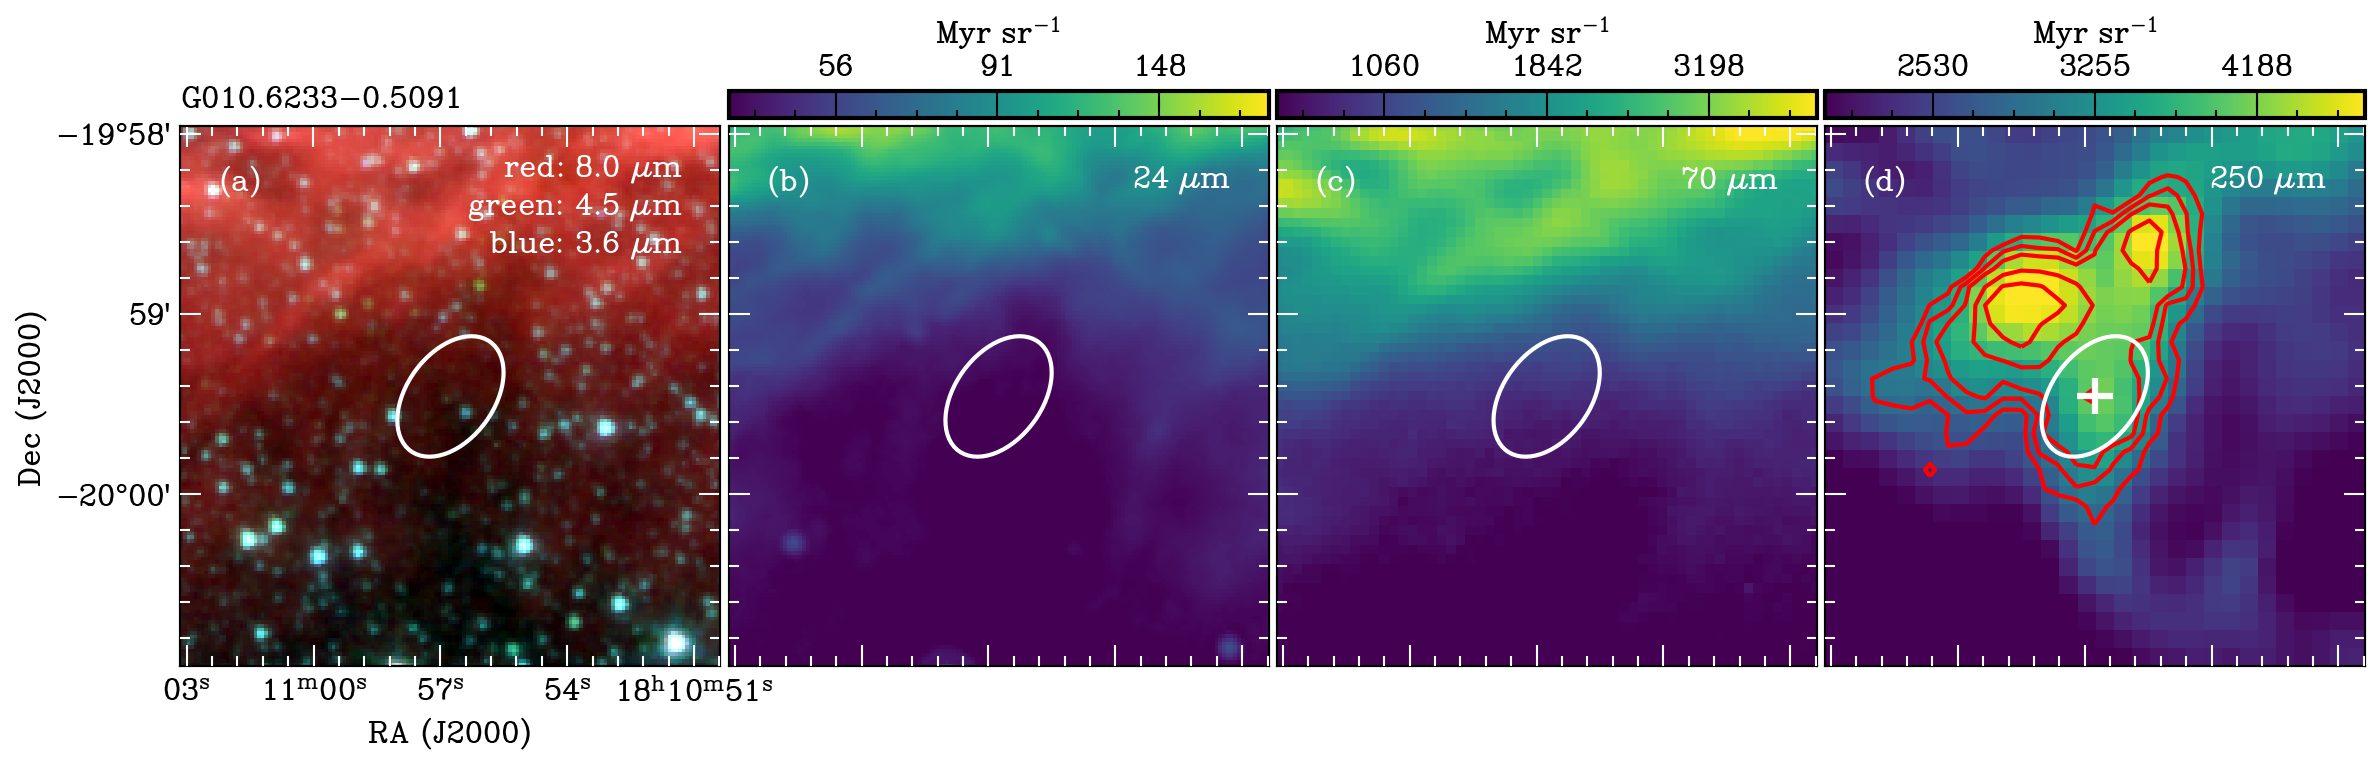 Myr sr⁻¹ Myr sr⁻¹ Myr sr⁻¹
56 91 148 1060 1842 3198 2530 3255 4188
G010.6233−0.5091
−19°58'
59'
−20°00'
Dec (J2000)
(a)
red: 8.0 μm
green: 4.5 μm
blue: 3.6 μm
(b) 24 μm
(c) 70 μm
(d) 250 μm
03ˢ 11ᵐ00ˢ 57ˢ 54ˢ 18ʰ10ᵐ51ˢ
RA (J2000)